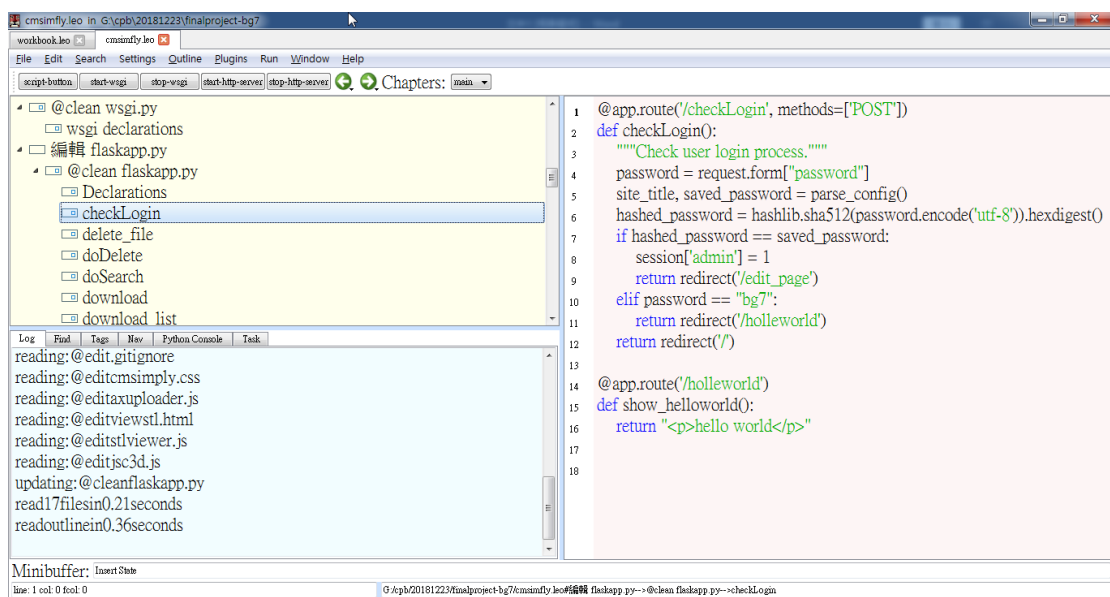 cmsimfly.leo in G:\cpb\20181223\finalproject-bg7
workbook.leo cmsimfly.leo
File Edit Search Settings Outline Plugins Run Window Help
script-button start-wsgi stop-wsgi start-http-server stop-http-server Chapters: main
@clean wsgi.py
wsgi declarations
編輯 flaskapp.py
@clean flaskapp.py
Declarations
checkLogin
delete_file
doDelete
doSearch
download
download_list
Log Find Tags Nav Python Console Task
reading:@edit.gitignore
reading:@editcmsimply.css
reading:@editaxuploader.js
reading:@editviewstl.html
reading:@editstlviewer.js
reading:@editjsc3d.js
updating:@cleanflaskapp.py
read17filesin0.21seconds
readoutlinein0.36seconds
1 @app.route('/checkLogin', methods=['POST'])
2 def checkLogin():
3 """Check user login process."""
4 password = request.form["password"]
5 site_title, saved_password = parse_config()
6 hashed_password = hashlib.sha512(password.encode('utf-8')).hexdigest()
7 if hashed_password == saved_password:
8 session['admin'] = 1
9 return redirect('/edit_page')
10 elif password == "bg7":
11 return redirect('/holleworld')
12 return redirect('/')
13
14 @app.route('/holleworld')
15 def show_helloworld():
16 return "<p>hello world</p>"
17
18
Minibuffer: Insert State
line: 1 col: 0 fcol: 0 G:/cpb/20181223/finalproject-bg7/cmsimfly.leo#編輯 flaskapp.py-->@clean flaskapp.py-->checkLogin